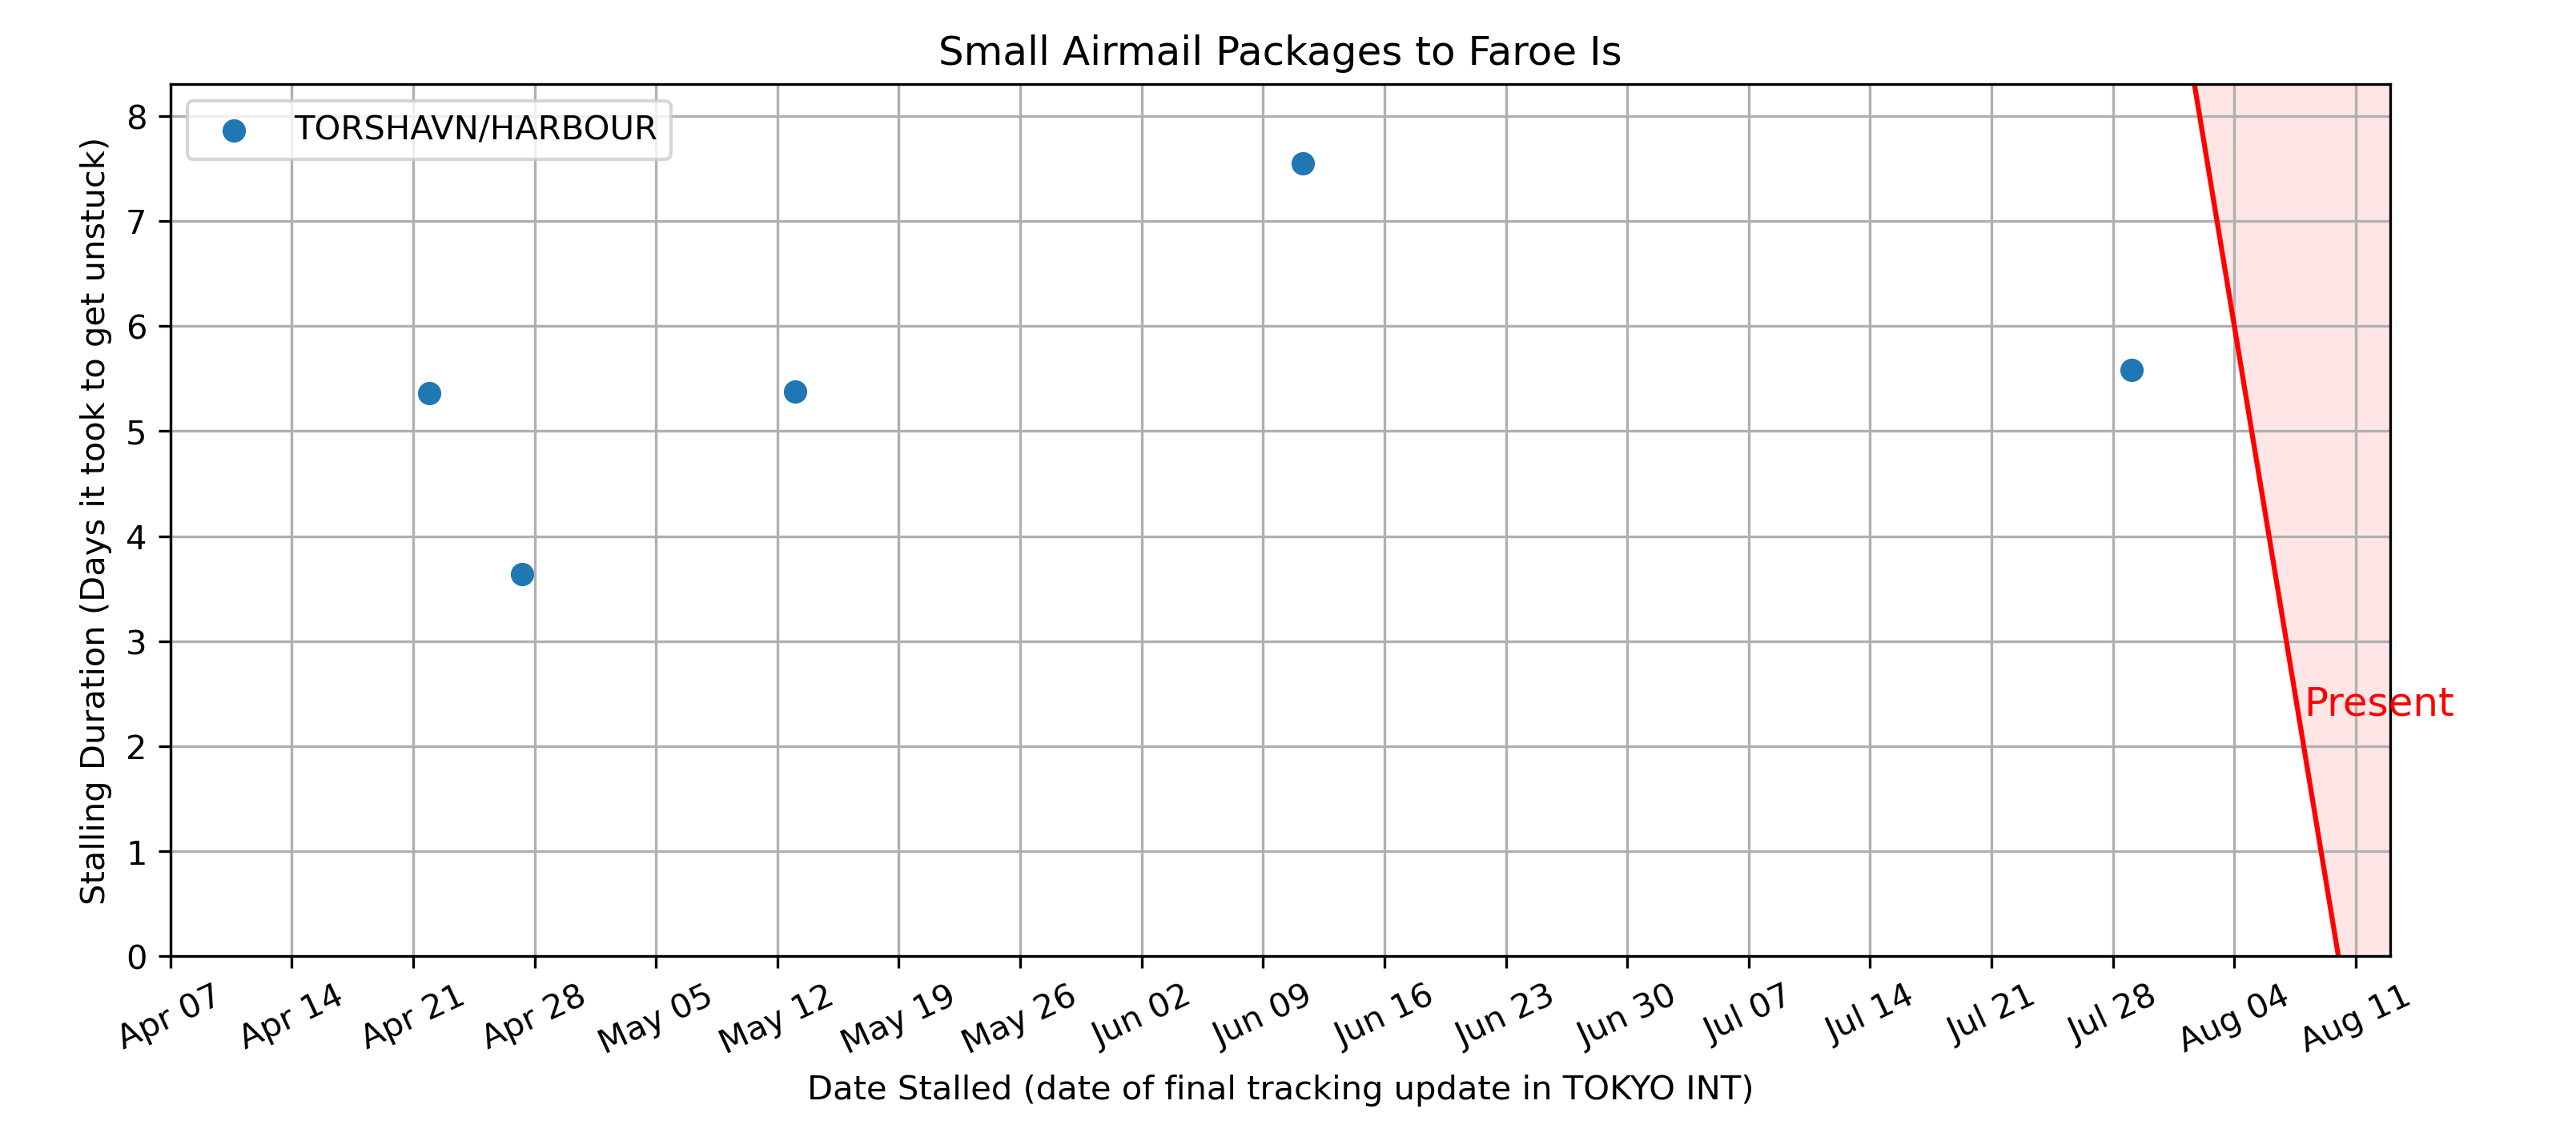 Small Airmail Packages to Faroe Is
TORSHAVN/HARBOUR
Stalling Duration (Days it took to get unstuck)
8
7
6
5
4
3
2
1
0
Present
Apr 07
Apr 14
Apr 21
Apr 28
May 05
May 12
May 19
May 26
Jun 02
Jun 09
Jun 16
Jun 23
Jun 30
Jul 07
Jul 14
Jul 21
Jul 28
Aug 04
Aug 11
Date Stalled (date of final tracking update in TOKYO INT)